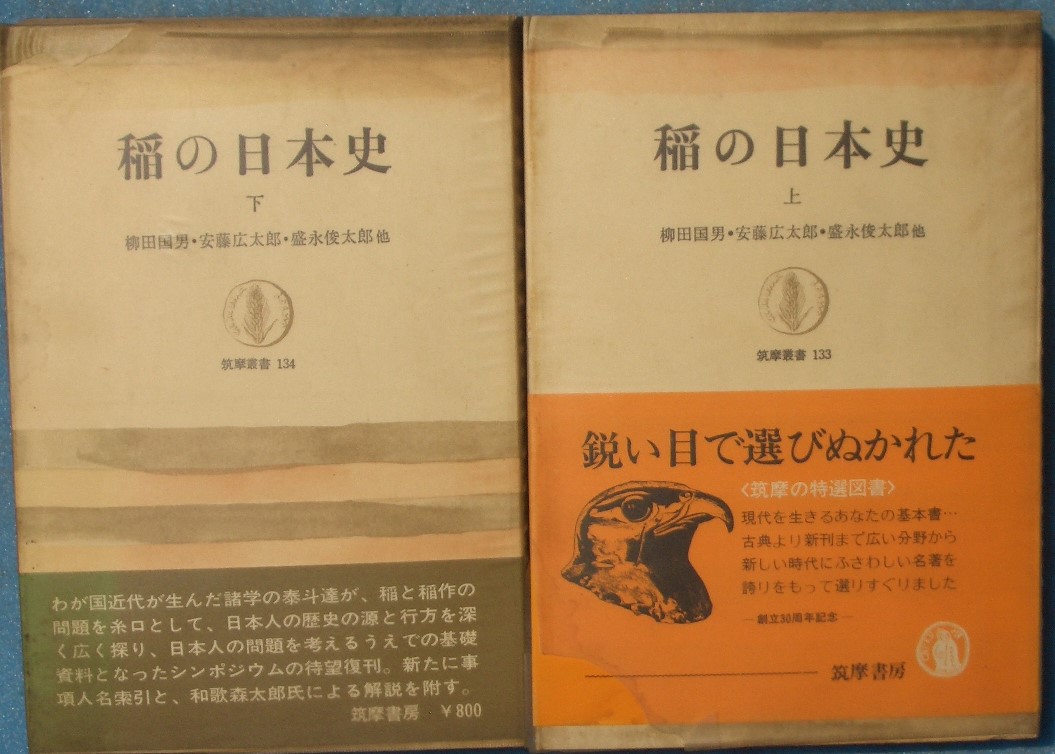 稲の日本史
下
柳田国男・安藤広太郎・盛永俊太郎他
筑摩叢書 134
わが国近代が生んだ諸学の泰斗達が、稲と稲作の
問題を糸口として、日本人の歴史の源と行方を深
く広く探り、日本人の問題を考えるうえでの基礎
資料となったシンポジウムの待望復刊。新たに事
項人名索引と、和歌森太郎氏による解説を附す。
筑摩書房 ￥800
稲の日本史
上
柳田国男・安藤広太郎・盛永俊太郎他
筑摩叢書 133
鋭い目で選びぬかれた
〈筑摩の特選図書〉
現代を生きるあなたの基本書…
古典より新刊まで広い分野から
新しい時代にふさわしい名著を
誇りをもって選りすぐりました
―創立30周年記念―
筑摩書房